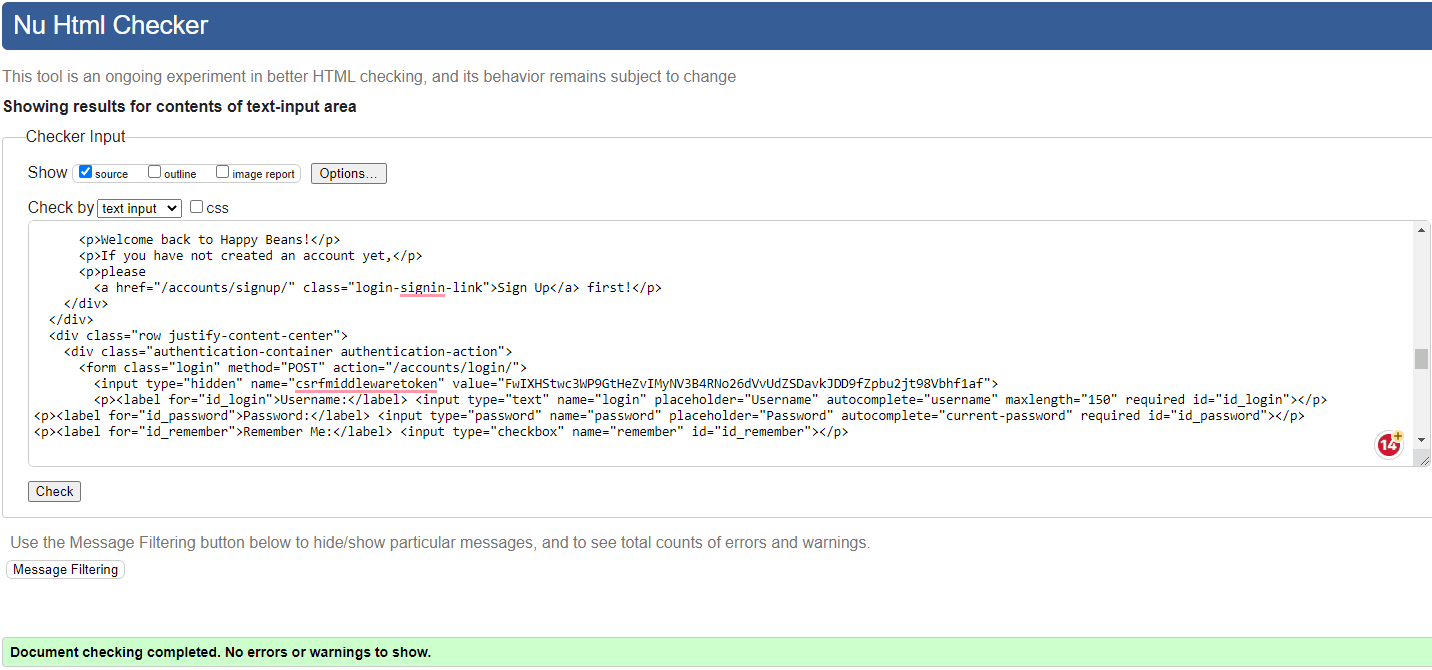 Nu Html Checker
This tool is an ongoing experiment in better HTML checking, and its behavior remains subject to change
Showing results for contents of text-input area
Checker Input
Show source outline image report Options...
Check by text input css
<p>Welcome back to Happy Beans!</p>
<p>If you have not created an account yet,</p>
<p>please
<a href="/accounts/signup/" class="login-signin-link">Sign Up</a> first!</p>
</div>
</div>
<div class="row justify-content-center">
<div class="authentication-container authentication-action">
<form class="login" method="POST" action="/accounts/login/">
<input type="hidden" name="csrfmiddlewaretoken" value="FwIXHStwc3WP9GtHeZvIMyNV3B4RNo26dVvUdZSDavkJDD9fZpbu2jt98Vbhf1af">
<p><label for="id_login">Username:</label> <input type="text" name="login" placeholder="Username" autocomplete="username" maxlength="150" required id="id_login"></p>
<p><label for="id_password">Password:</label> <input type="password" name="password" placeholder="Password" autocomplete="current-password" required id="id_password"></p>
<p><label for="id_remember">Remember Me:</label> <input type="checkbox" name="remember" id="id_remember"></p>
14+
Check
Use the Message Filtering button below to hide/show particular messages, and to see total counts of errors and warnings.
Message Filtering
Document checking completed. No errors or warnings to show.